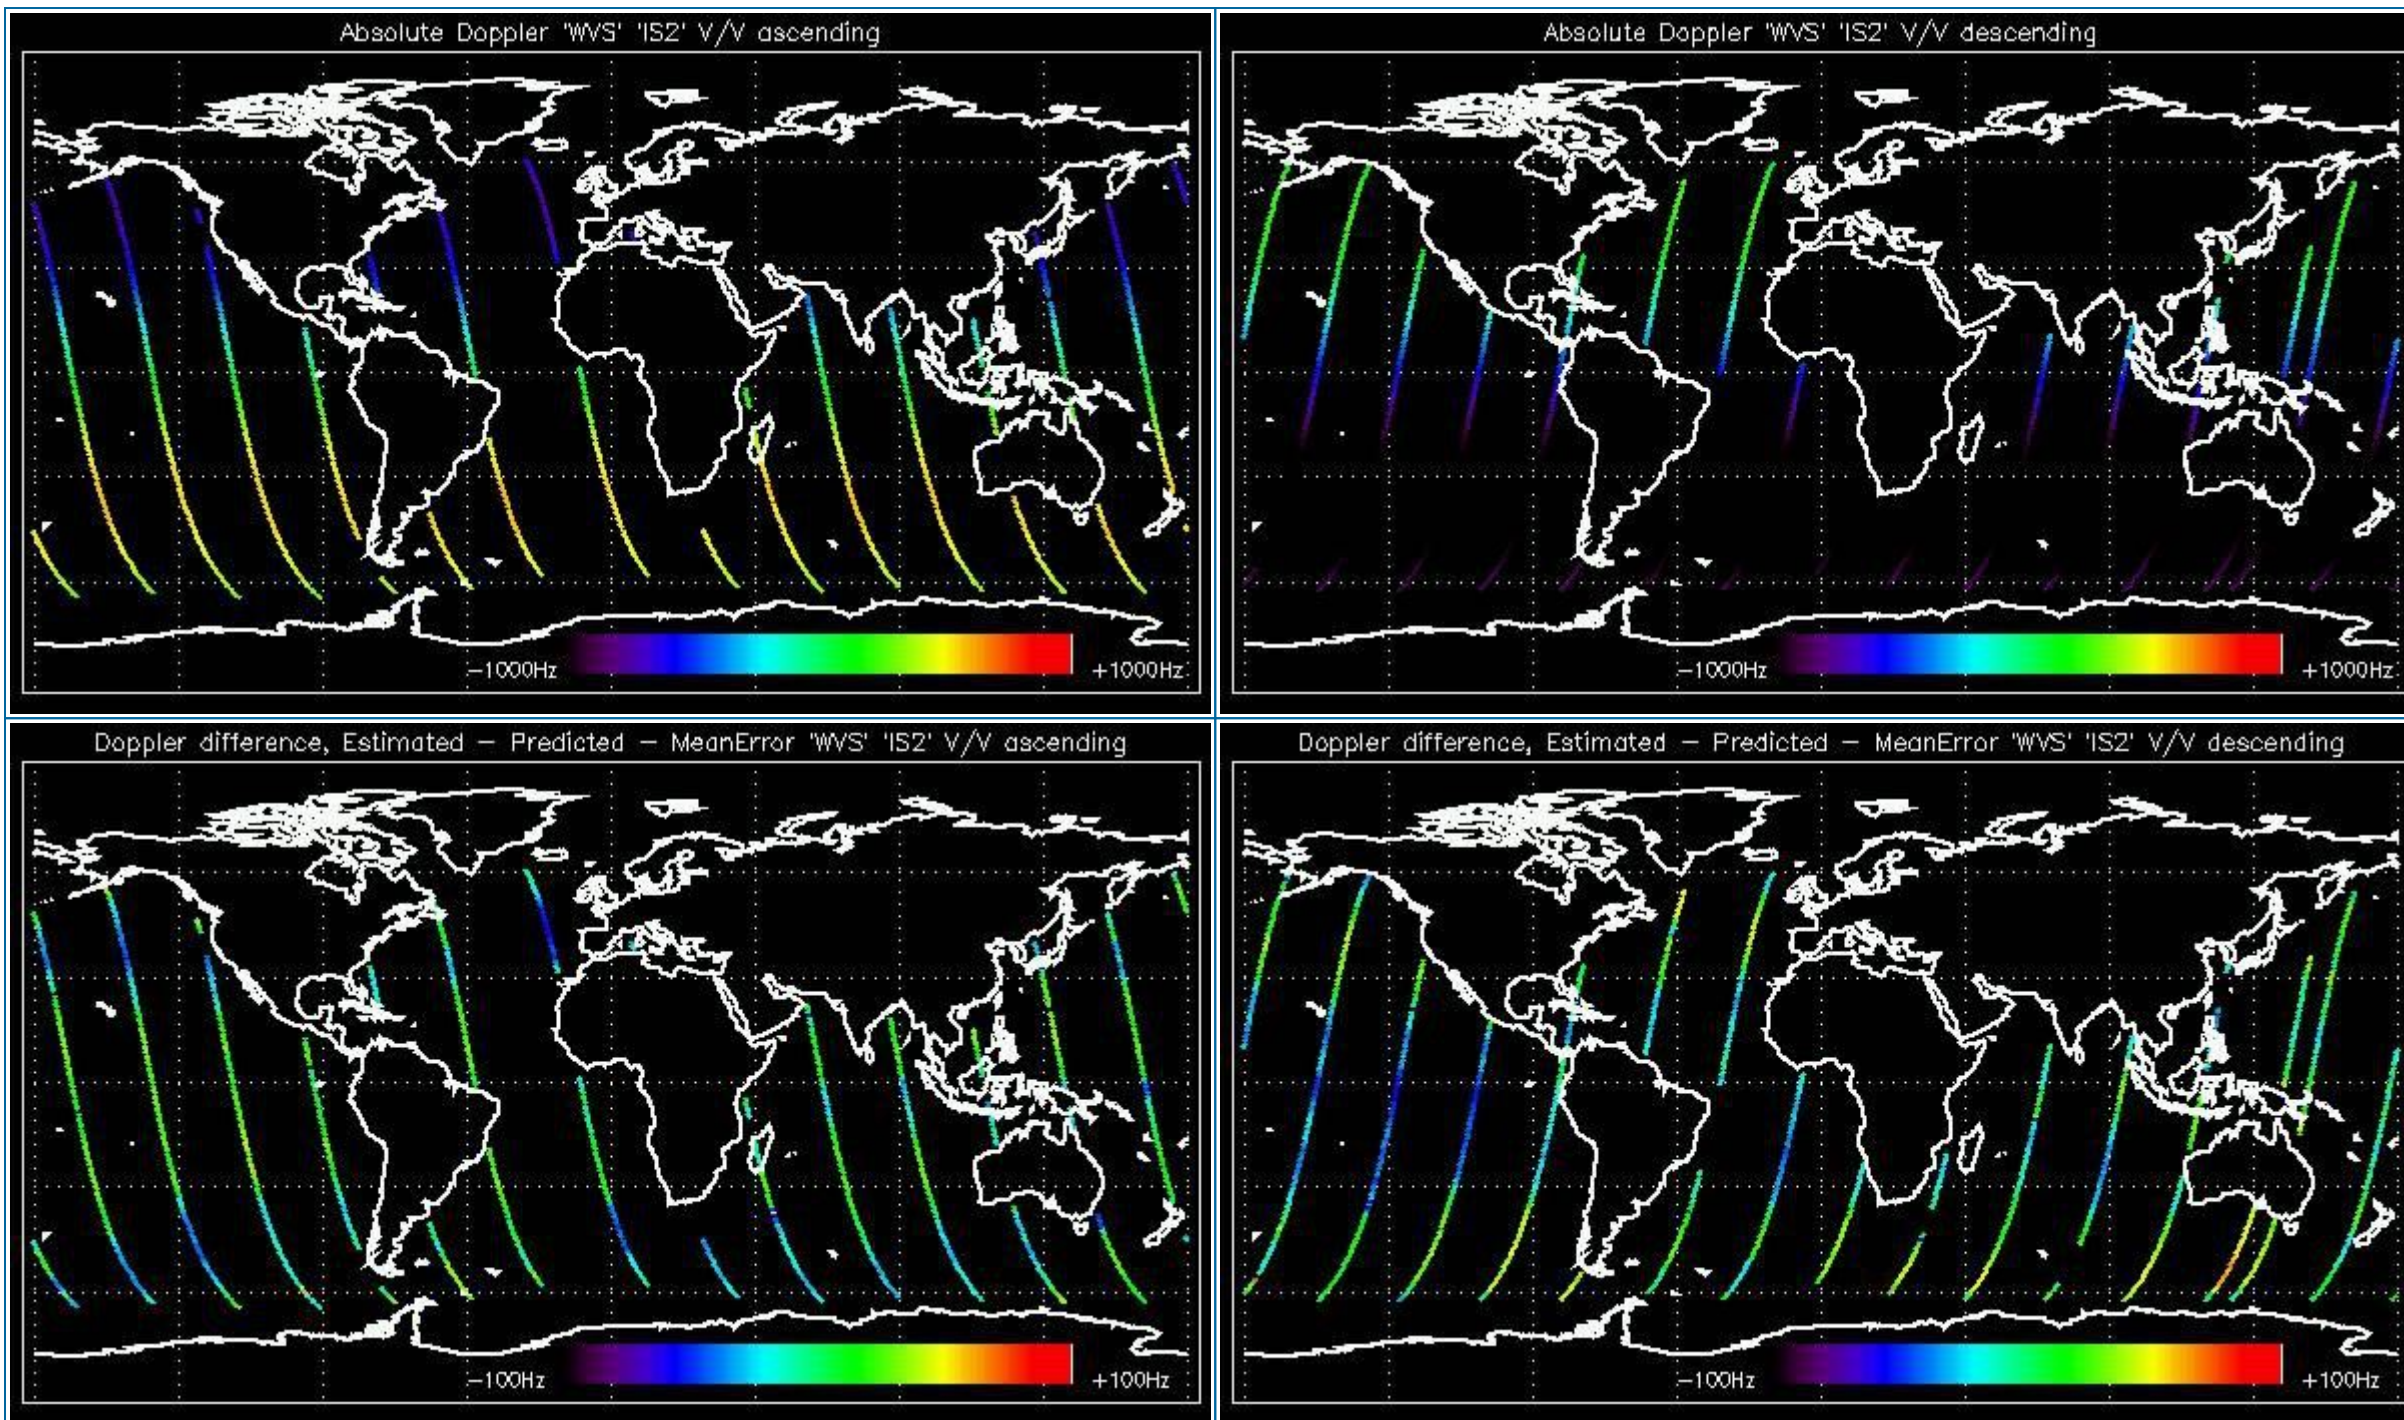 Absolute Doppler 'WVS' 'IS2' V/V ascending
-1000Hz
+1000Hz
Absolute Doppler 'WVS' 'IS2' V/V descending
-1000Hz
+1000Hz
Doppler difference, Estimated - Predicted - MeanError 'WVS' 'IS2' V/V ascending
-100Hz
+100Hz
Doppler difference, Estimated - Predicted - MeanError 'WVS' 'IS2' V/V descending
-100Hz
+100Hz